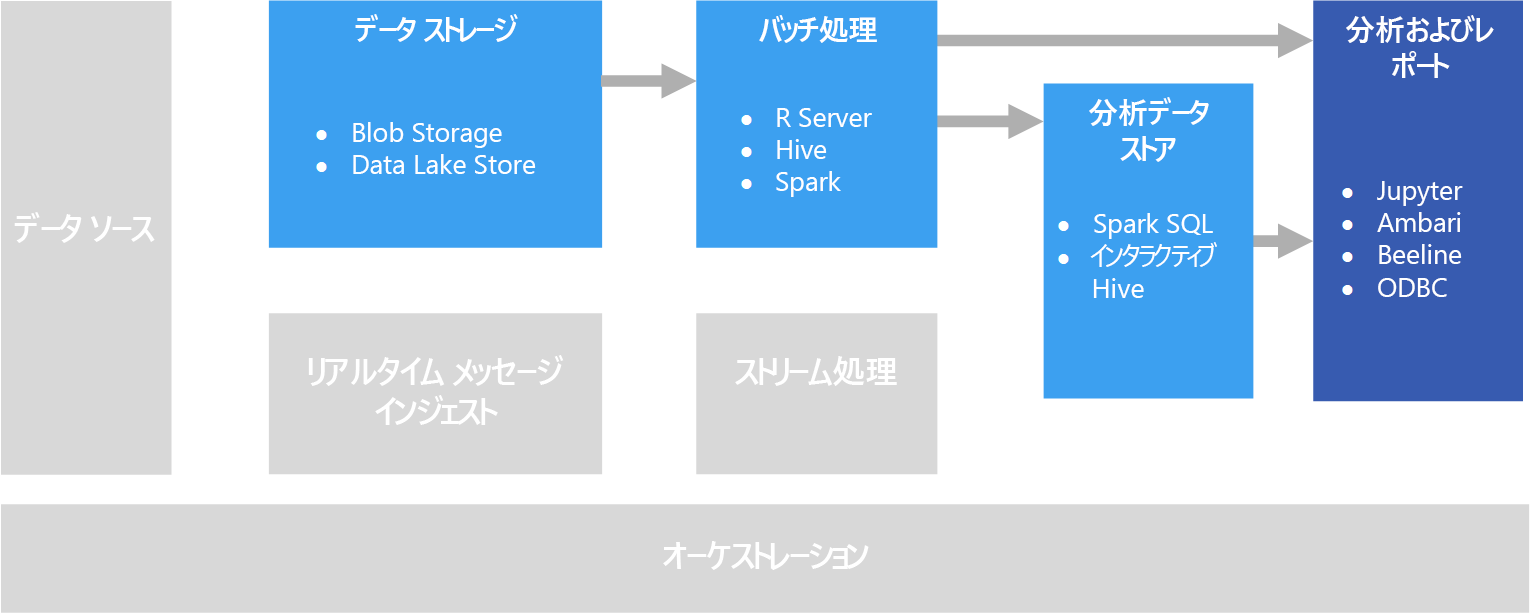 データ ソース
データ ストレージ
● Blob Storage
● Data Lake Store
バッチ処理
● R Server
● Hive
● Spark
分析データ
ストア
● Spark SQL
● インタラクティブ
Hive
分析およびレ
ポート
● Jupyter
● Ambari
● Beeline
● ODBC
リアルタイム メッセージ
インジェスト
ストリーム処理
オーケストレーション